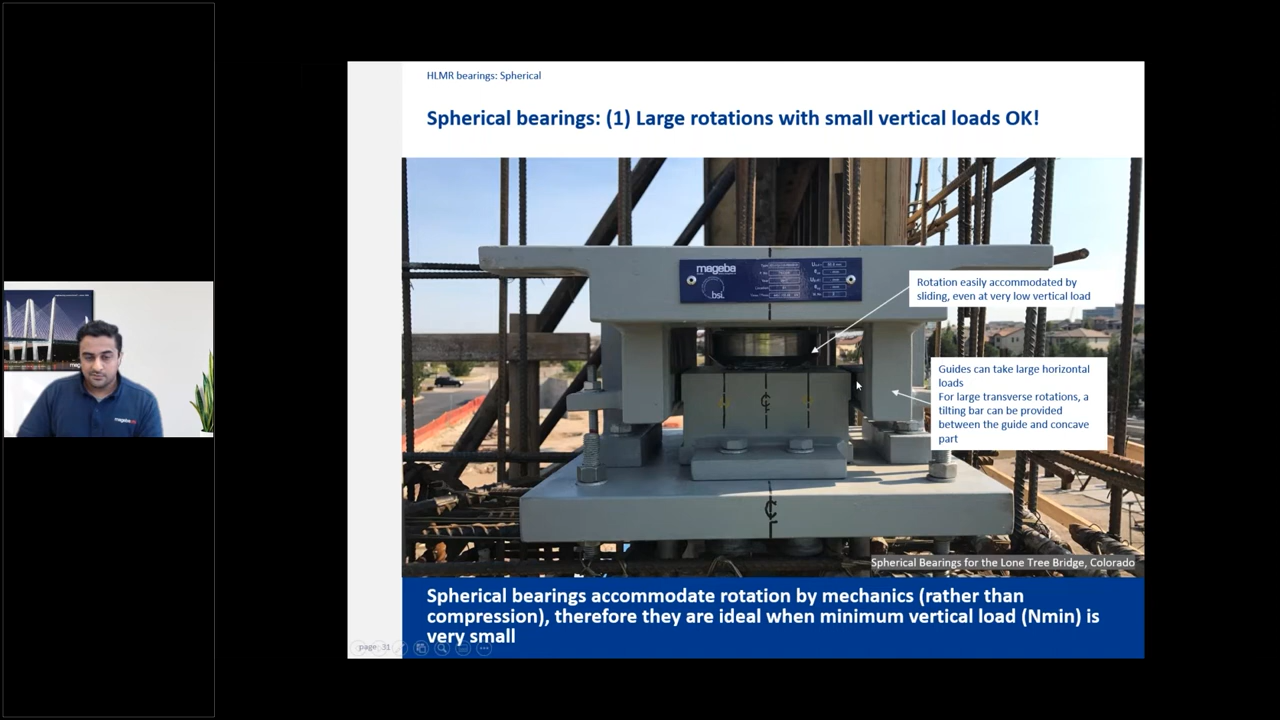 HLMR bearings: Spherical
Spherical bearings: (1) Large rotations with small vertical loads OK!
mageba
bsl
Rotation easily accommodated by
sliding, even at very low vertical load
Guides can take large horizontal
loads
For large transverse rotations, a
tilting bar can be provided
between the guide and concave
part
Spherical Bearings for the Lone Tree Bridge, Colorado
Spherical bearings accommodate rotation by mechanics (rather than
compression), therefore they are ideal when minimum vertical load (Nmin) is
very small
page: 31
mageba